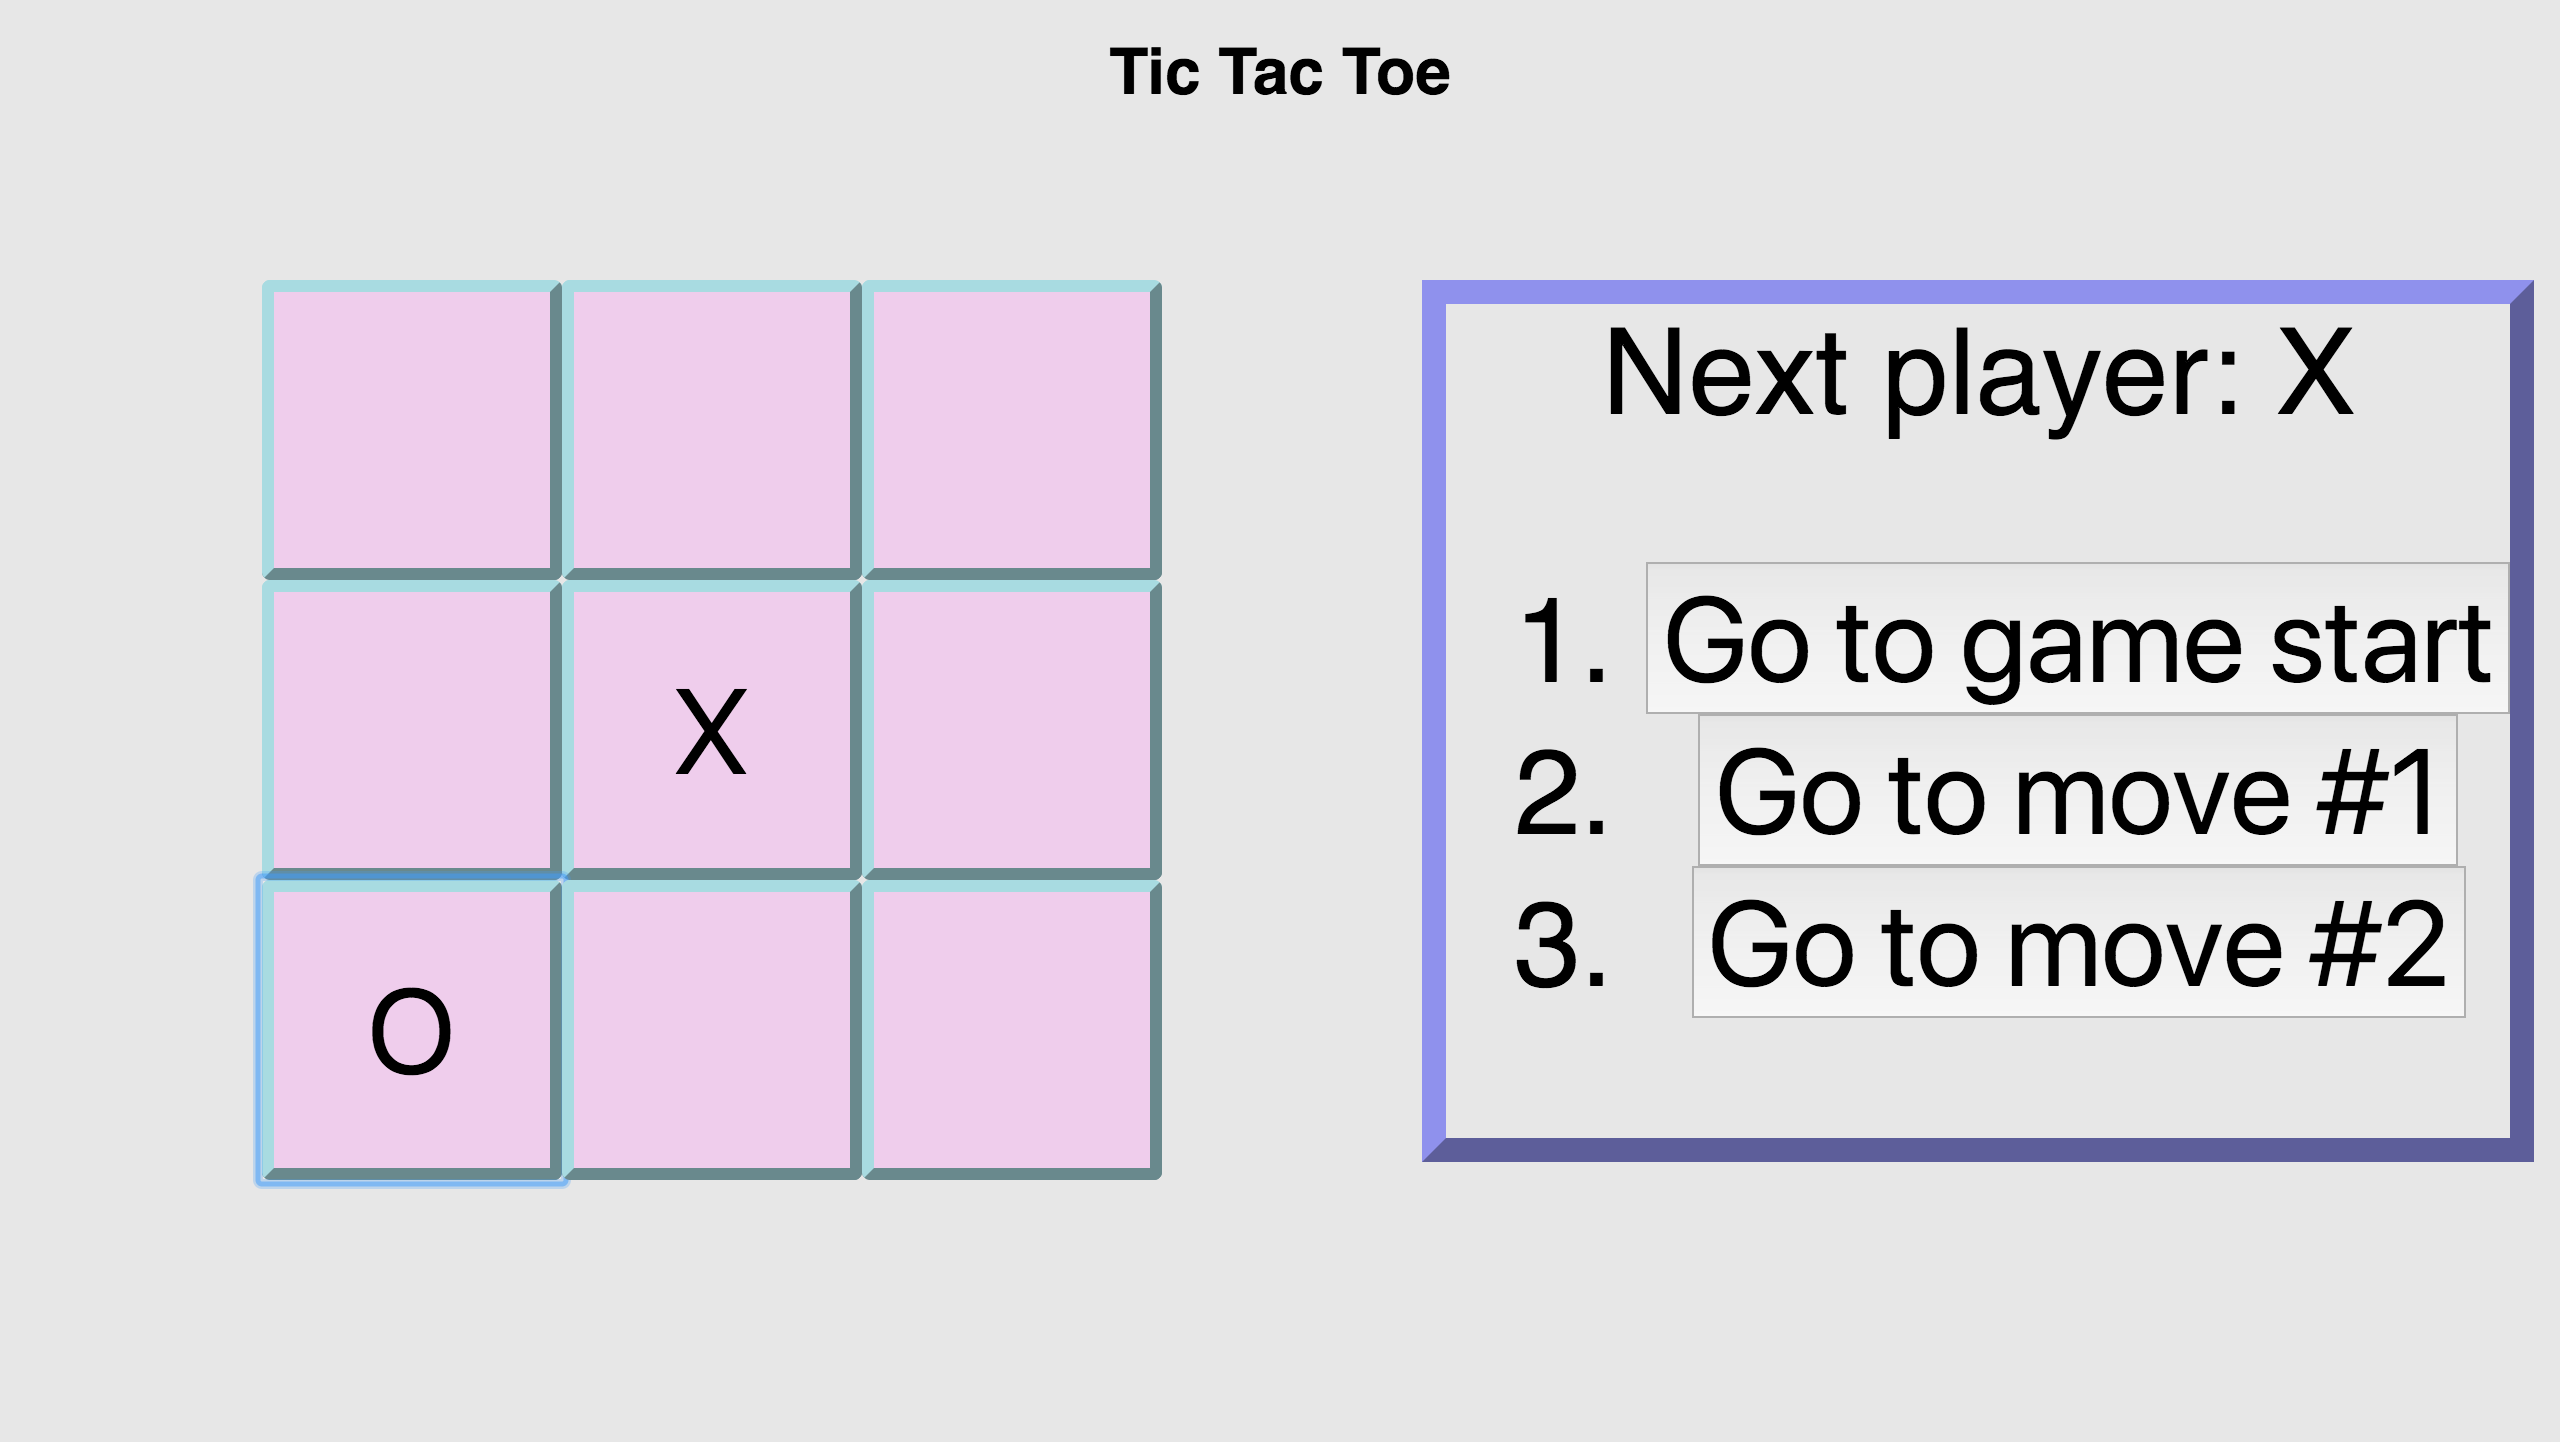 Tic Tac Toe
Next player: X
1. Go to game start
2. Go to move #1
3. Go to move #2
X
O